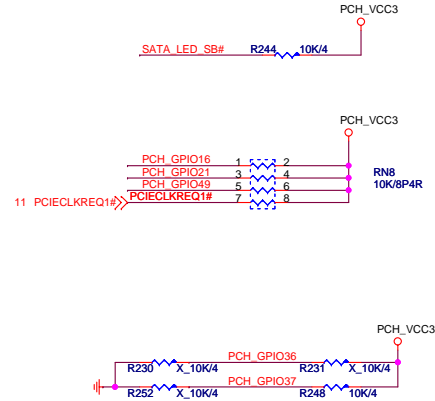 PCH_VCC3
SATA_LED_SB# R244 10K/4
PCH_VCC3
PCH_GPIO16 1 2
PCH_GPIO21 3 4 RN8
PCH_GPIO49 5 6 10K/8P4R
11 PCIECLKREQ1# PCIECLKREQ1# 7 8
PCH_VCC3
R230 X_10K/4 PCH_GPIO36 R231 X_10K/4
R252 X_10K/4 PCH_GPIO37 R248 10K/4